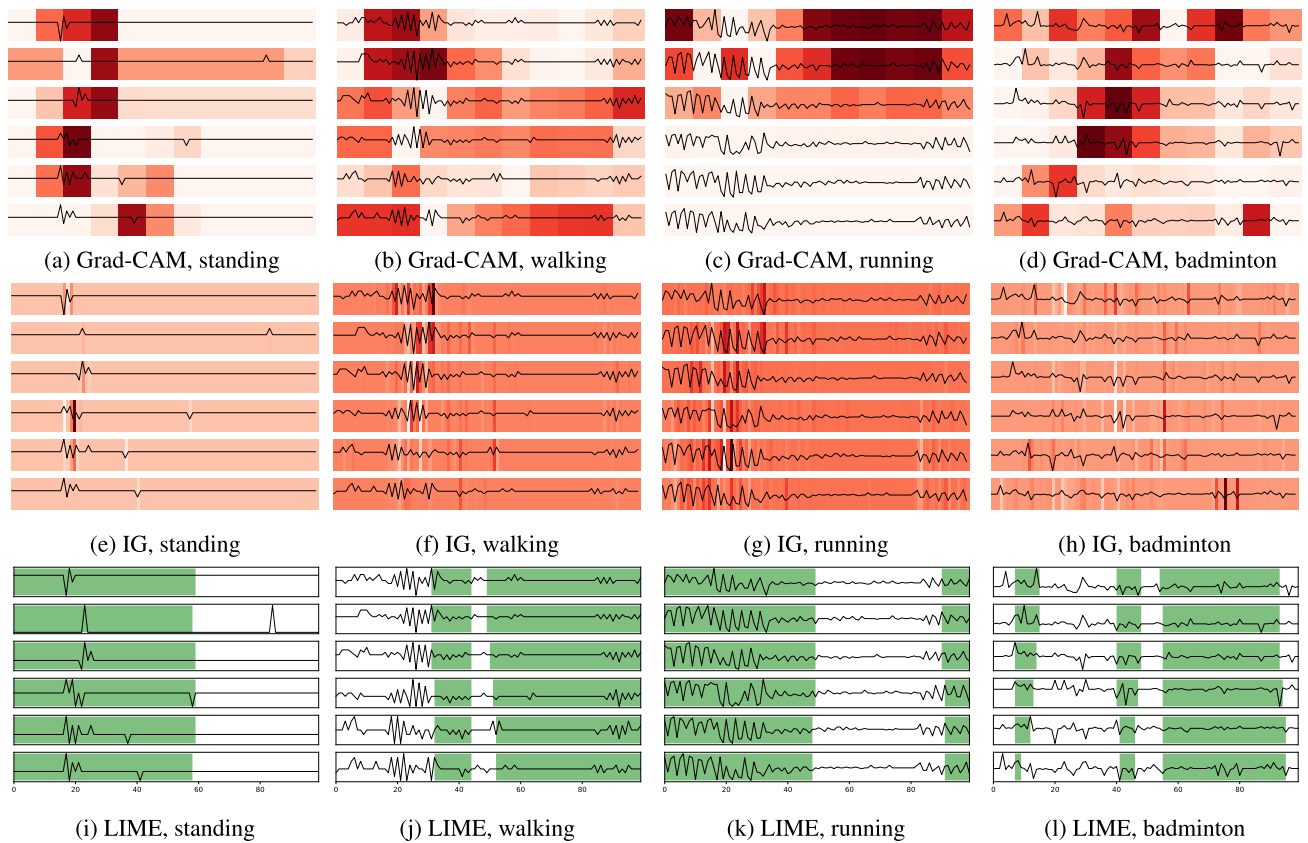 (a) Grad-CAM, standing
(b) Grad-CAM, walking
(c) Grad-CAM, running
(d) Grad-CAM, badminton
(e) IG, standing
(f) IG, walking
(g) IG, running
(h) IG, badminton
0 20 40 60 80
0 20 40 60 80
0 20 40 60 80
0 20 40 60 80
(i) LIME, standing
(j) LIME, walking
(k) LIME, running
(l) LIME, badminton